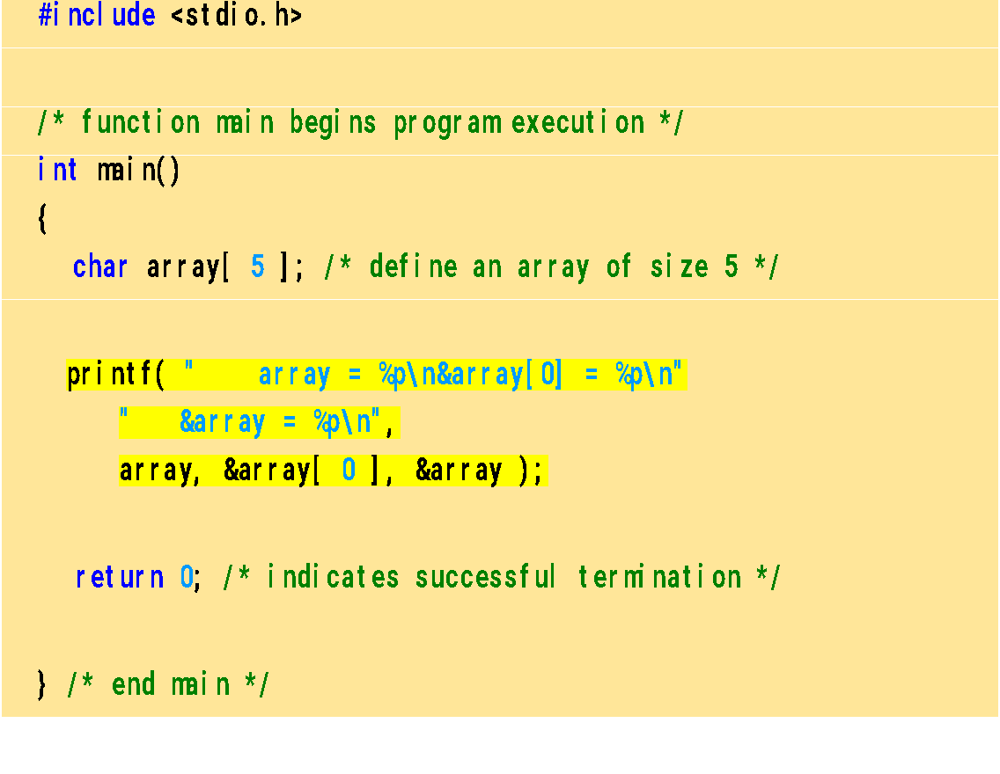 #include <stdio.h>
/* function main begins program execution */
int main()
{
char array[ 5 ]; /* define an array of size 5 */
printf( "    array = %p\n&array[0] = %p\n"
"   &array = %p\n",
array, &array[ 0 ], &array );
return 0; /* indicates successful termination */
} /* end main */